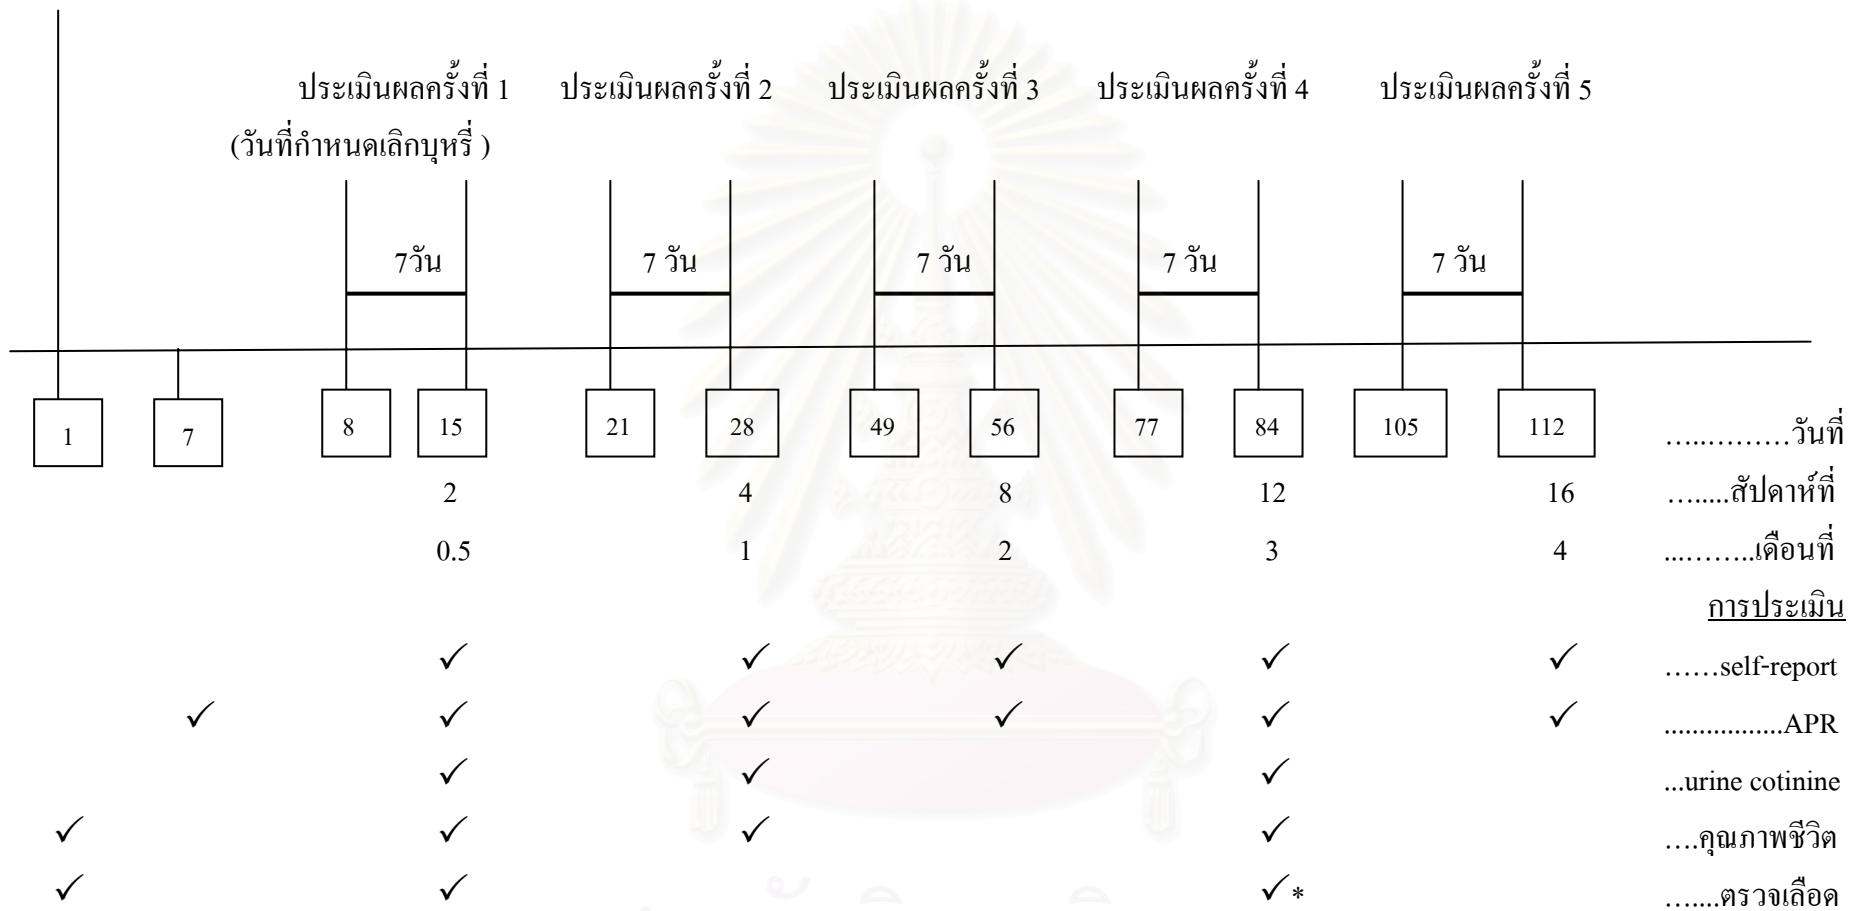 ประเมินผลครั้งที่ 1 ประเมินผลครั้งที่ 2 ประเมินผลครั้งที่ 3 ประเมินผลครั้งที่ 4 ประเมินผลครั้งที่ 5
(วันที่กำหนดเลิกบุหรี่ )
7วัน 7 วัน 7 วัน 7 วัน 7 วัน
1 7 8 15 21 28 49 56 77 84 105 112 …..………วันที่
2 4 8 12 16 ….....สัปดาห์ที่
0.5 1 2 3 4 ...……..เดือนที่
การประเมิน
✓ ✓ ✓ ✓ ✓ ……self-report
✓ ✓ ✓ ✓ ✓ ✓ .................APR
✓ ✓ ✓ ...urine cotinine
✓ ✓ ✓ ✓ ….คุณภาพชีวิต
✓ ✓ ✓* …....ตรวจเลือด